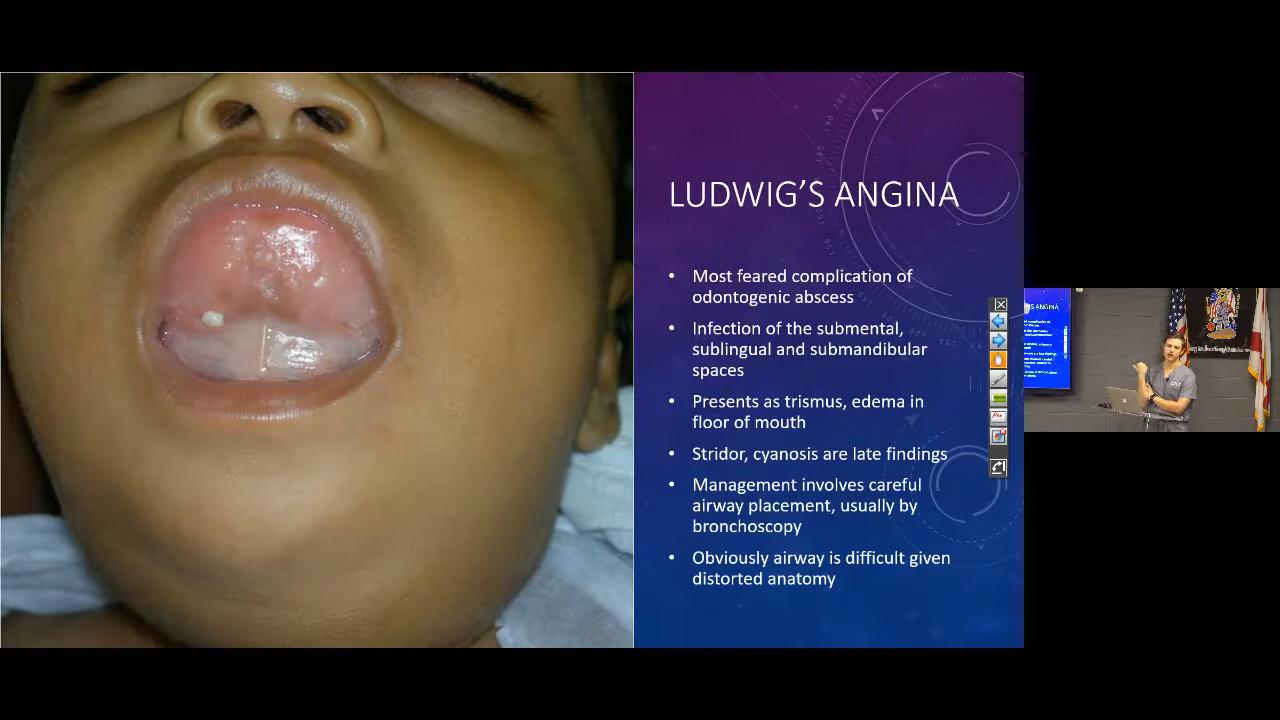 LUDWIG'S ANGINA
• Most feared complication of
odontogenic abscess
• Infection of the submental,
sublingual and submandibular
spaces
• Presents as trismus, edema in
floor of mouth
• Stridor, cyanosis are late findings
• Management involves careful
airway placement, usually by
bronchoscopy
• Obviously airway is difficult given
distorted anatomy